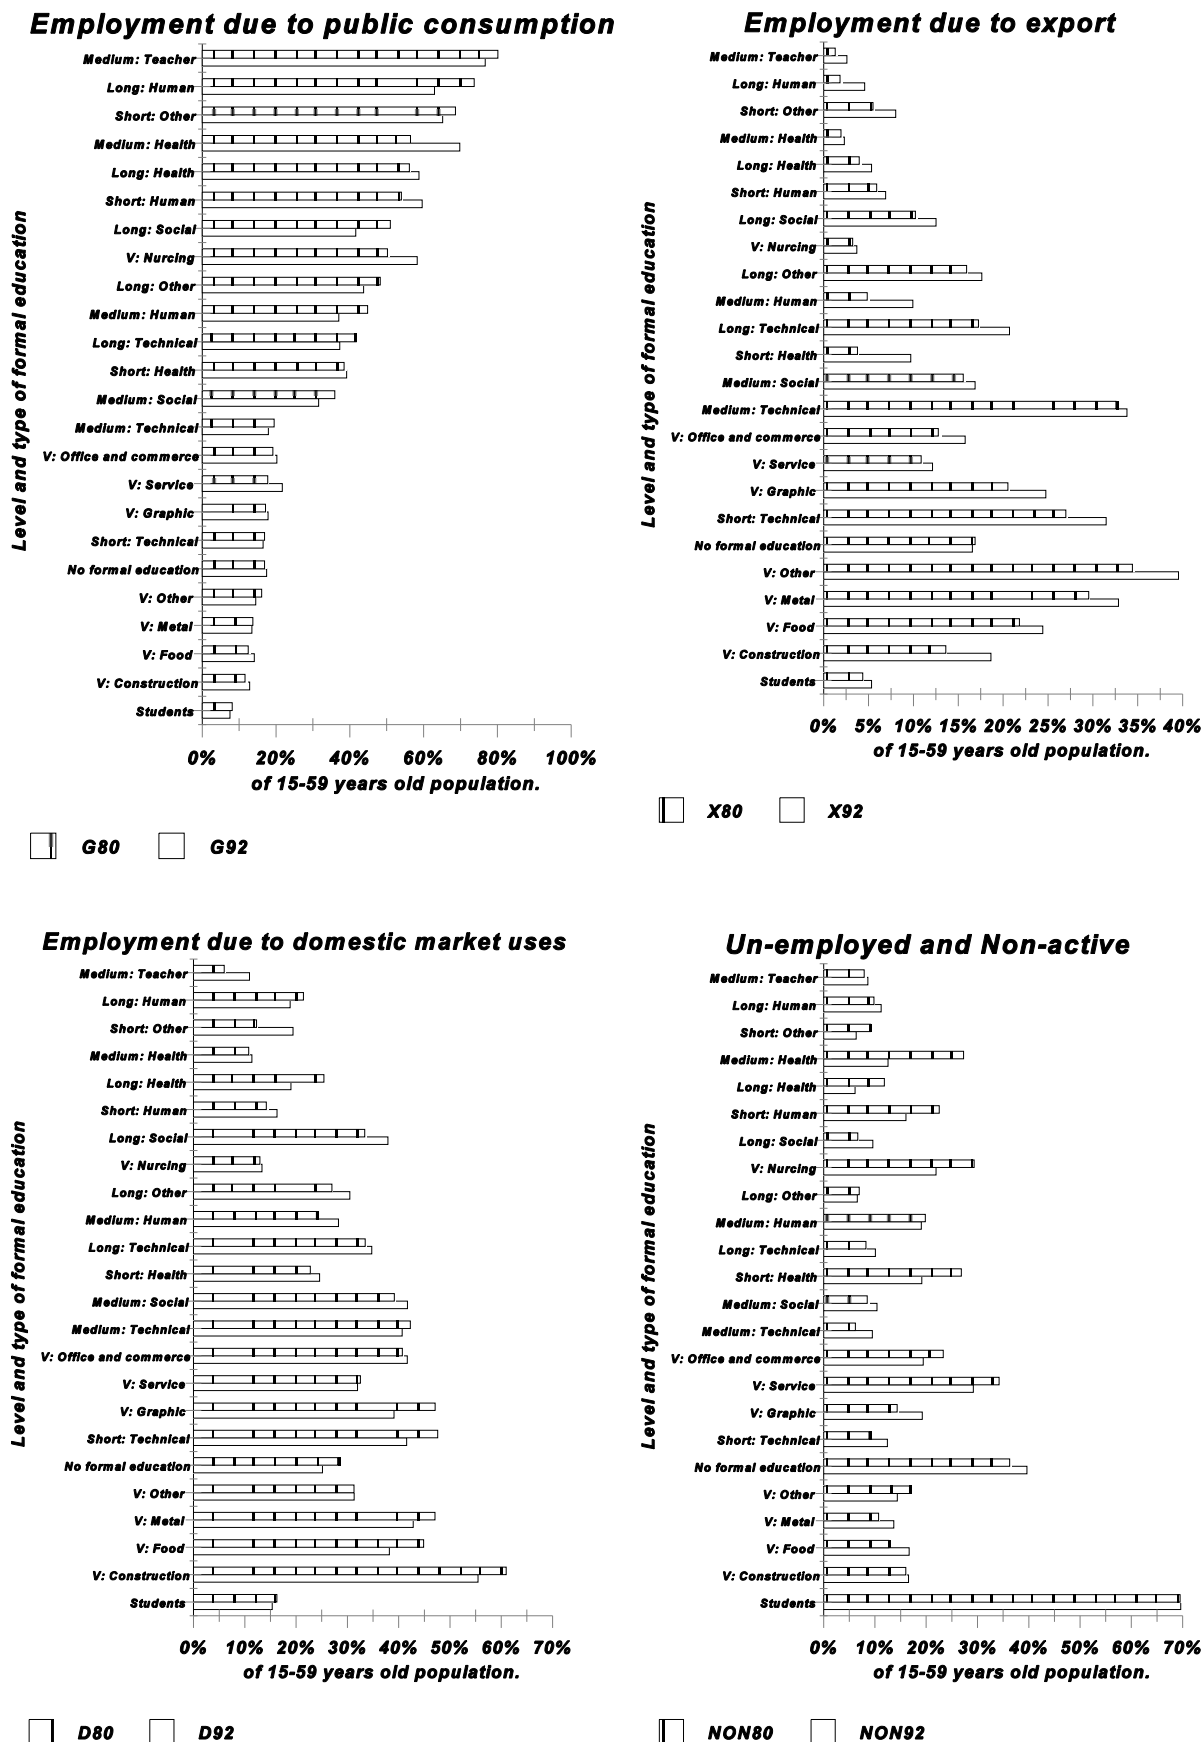 Employment due to public consumption
Level and type of formal education
Medium: Teacher
Long: Human
Short: Other
Medium: Health
Long: Health
Short: Human
Long: Social
V: Nurcing
Long: Other
Medium: Human
Long: Technical
Short: Health
Medium: Social
Medium: Technical
V: Office and commerce
V: Service
V: Graphic
Short: Technical
No formal education
V: Other
V: Metal
V: Food
V: Construction
Students
0% 20% 40% 60% 80% 100%
of 15-59 years old population.
G80 G92
Employment due to export
Level and type of formal education
Medium: Teacher
Long: Human
Short: Other
Medium: Health
Long: Health
Short: Human
Long: Social
V: Nurcing
Long: Other
Medium: Human
Long: Technical
Short: Health
Medium: Social
Medium: Technical
V: Office and commerce
V: Service
V: Graphic
Short: Technical
No formal education
V: Other
V: Metal
V: Food
V: Construction
Students
0% 5% 10% 15% 20% 25% 30% 35% 40%
of 15-59 years old population.
X80 X92
Employment due to domestic market uses
Level and type of formal education
Medium: Teacher
Long: Human
Short: Other
Medium: Health
Long: Health
Short: Human
Long: Social
V: Nurcing
Long: Other
Medium: Human
Long: Technical
Short: Health
Medium: Social
Medium: Technical
V: Office and commerce
V: Service
V: Graphic
Short: Technical
No formal education
V: Other
V: Metal
V: Food
V: Construction
Students
0% 10% 20% 30% 40% 50% 60% 70%
of 15-59 years old population.
D80 D92
Un-employed and Non-active
Level and type of formal education
Medium: Teacher
Long: Human
Short: Other
Medium: Health
Long: Health
Short: Human
Long: Social
V: Nurcing
Long: Other
Medium: Human
Long: Technical
Short: Health
Medium: Social
Medium: Technical
V: Office and commerce
V: Service
V: Graphic
Short: Technical
No formal education
V: Other
V: Metal
V: Food
V: Construction
Students
0% 10% 20% 30% 40% 50% 60% 70%
of 15-59 years old population.
NON80 NON92